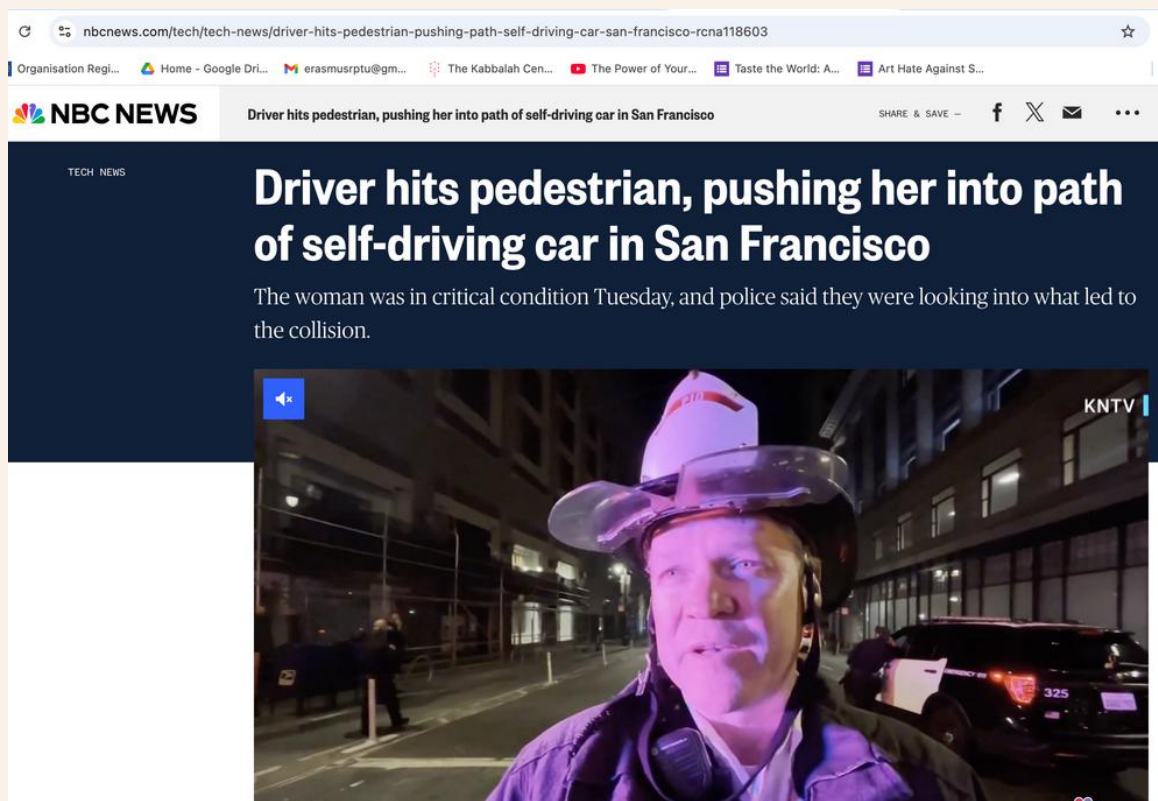 nbcnews.com/tech/tech-news/driver-hits-pedestrian-pushing-path-self-driving-car-san-francisco-rcna118603
Organisation Regi... Home - Google Dri... erasmusrptu@gm... The Kabbalah Cen... The Power of Your... Taste the World: A... Art Hate Against S...
NBC NEWS Driver hits pedestrian, pushing her into path of self-driving car in San Francisco SHARE & SAVE —
TECH NEWS
Driver hits pedestrian, pushing her into path
of self-driving car in San Francisco
The woman was in critical condition Tuesday, and police said they were looking into what led to
the collision.
KNTV
325